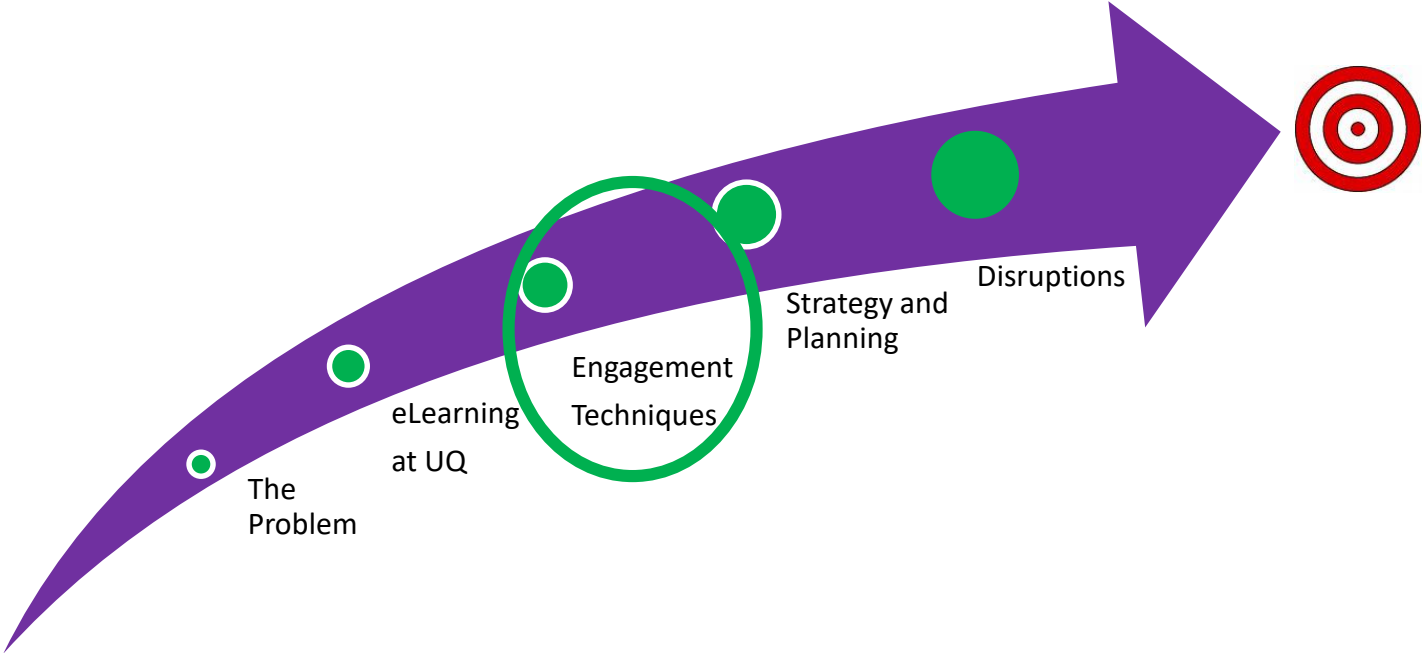 The
Problem
eLearning
at UQ
Engagement
Techniques
Strategy and
Planning
Disruptions